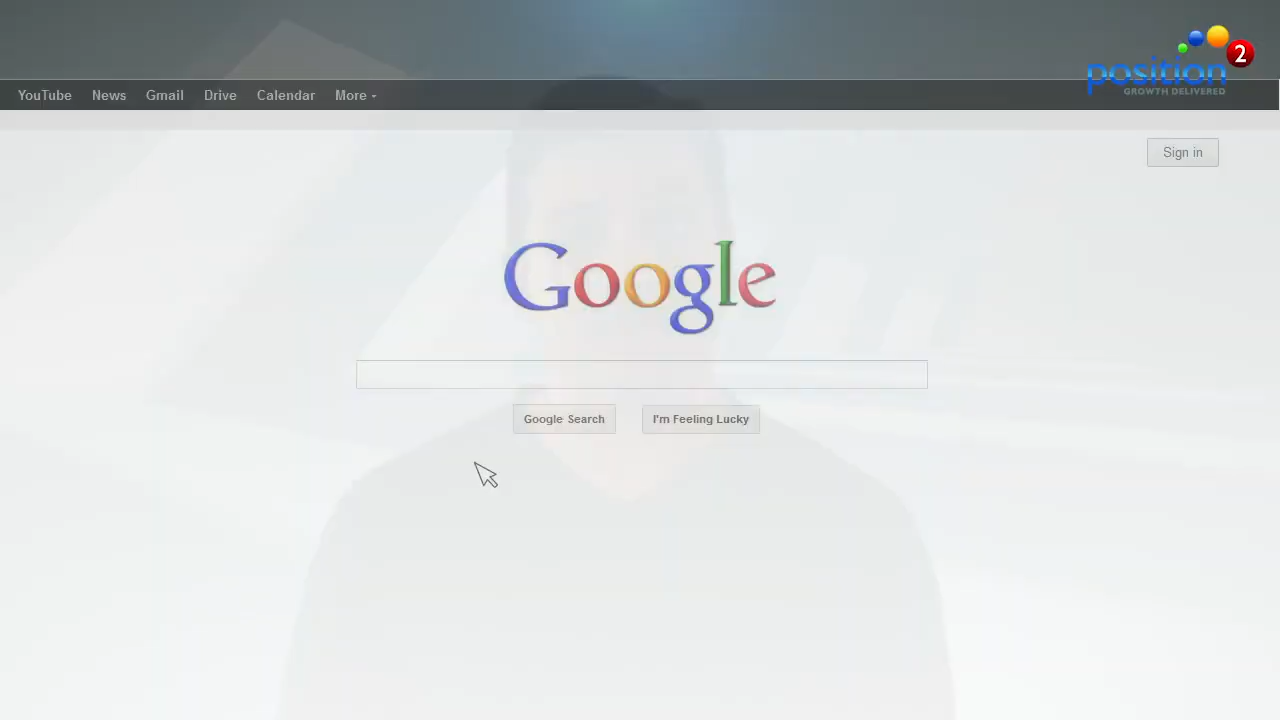 position 2
GROWTH DELIVERED
YouTube News Gmail Drive Calendar More
Sign in
Google
Google Search I'm Feeling Lucky